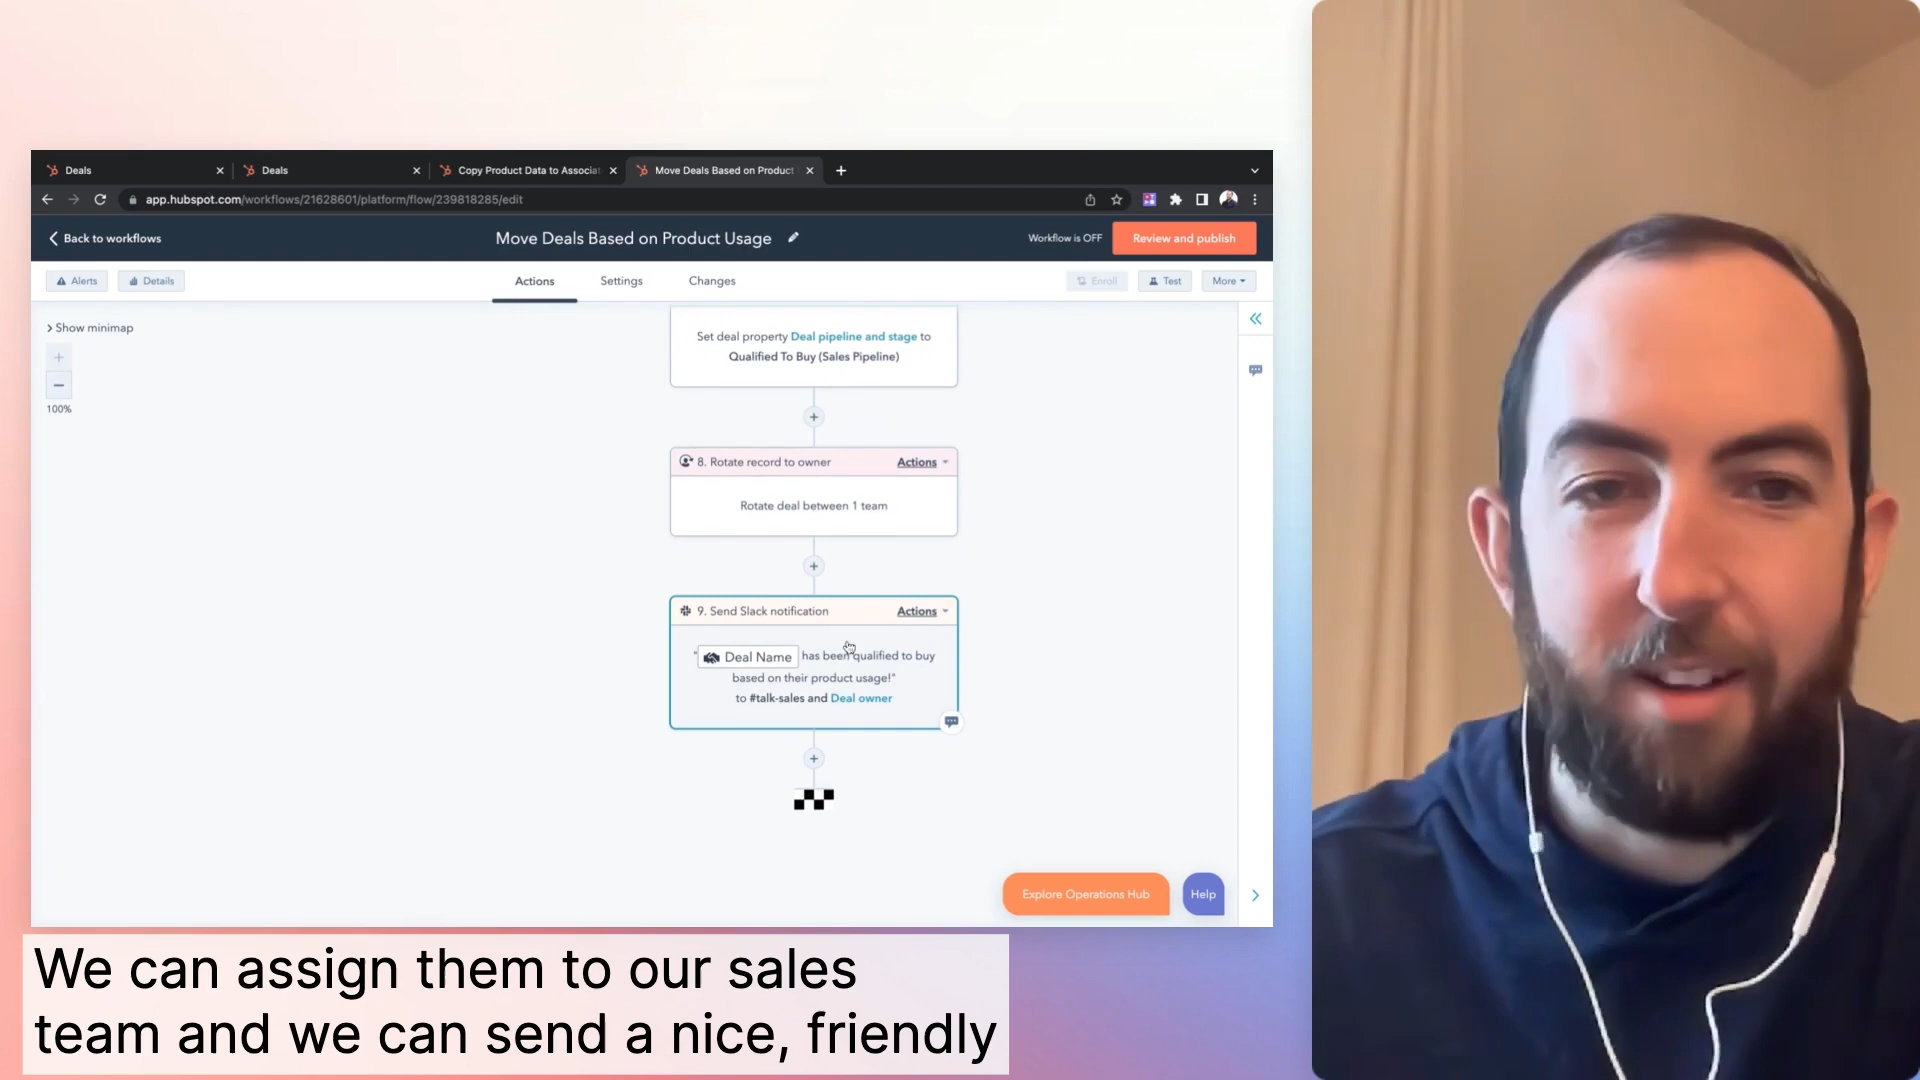 Deals
Deals
Copy Product Data to Associat
Move Deals Based on Product
app.hubspot.com/workflows/21628601/platform/flow/239818285/edit
Back to workflows
Move Deals Based on Product Usage
Workflow is OFF
Review and publish
Alerts
Details
Actions
Settings
Changes
Enroll
Test
More
Show minimap
100%
Set deal property Deal pipeline and stage to
Qualified To Buy (Sales Pipeline)
8. Rotate record to owner
Actions
Rotate deal between 1 team
9. Send Slack notification
Actions
" Deal Name has been qualified to buy
based on their product usage!"
to #talk-sales and Deal owner
Explore Operations Hub
Help
We can assign them to our sales
team and we can send a nice, friendly